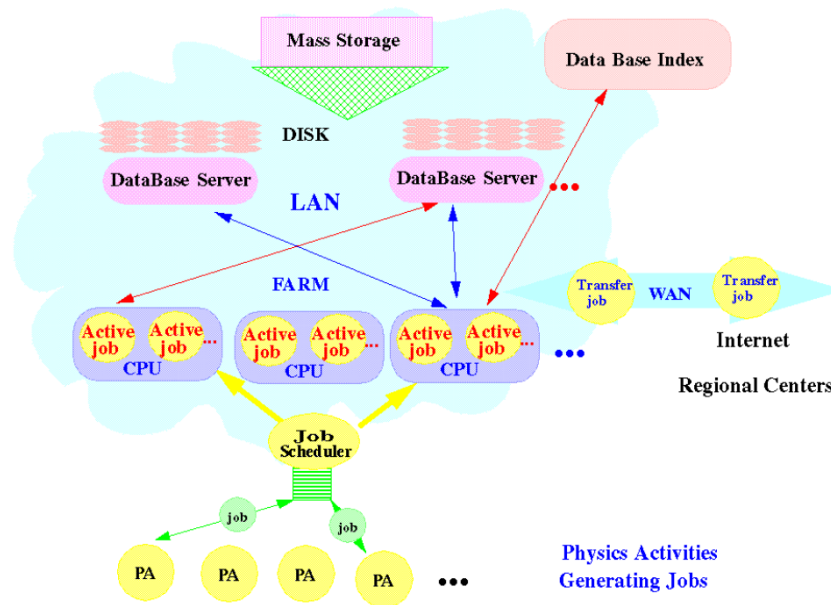 Mass Storage
Data Base Index
DISK
DataBase Server
DataBase Server
...
LAN
FARM
Transfer
job
WAN
Transfer
job
Active
job
Active
job
...
CPU
Active
job
Active
job
...
CPU
Active
job
Active
job
...
CPU
...
Internet
Regional Centers
Job
Scheduler
job
job
PA
PA
PA
PA
...
Physics Activities
Generating Jobs